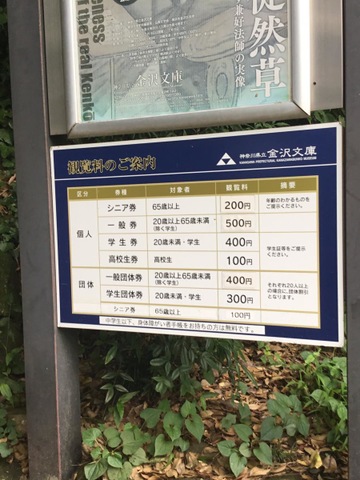 eness
f the real Kenko
徒然草
兼好法師の実像
金沢文庫
観覧料のご案内
神奈川県立 金沢文庫
KANAGAWA PREFECTURAL KANAZAWABUNKO MUSEUM
区分 券種 対象者 観覧料 摘要
個人 シニア券 65歳以上 200円 年齢のわかるものをご提示ください。
一般券 20歳以上65歳未満(除く学生) 500円
学生券 20歳未満・学生 400円 学生証等をご提示ください。
高校生券 高校生 100円
団体 一般団体券 20歳以上65歳未満(除く学生) 400円 それぞれ20人以上の場合に、団体割引となります。
学生団体券 20歳未満・学生 300円
シニア券 65歳以上 100円
※中学生以下、身体障がい者手帳をお持ちの方は無料です。